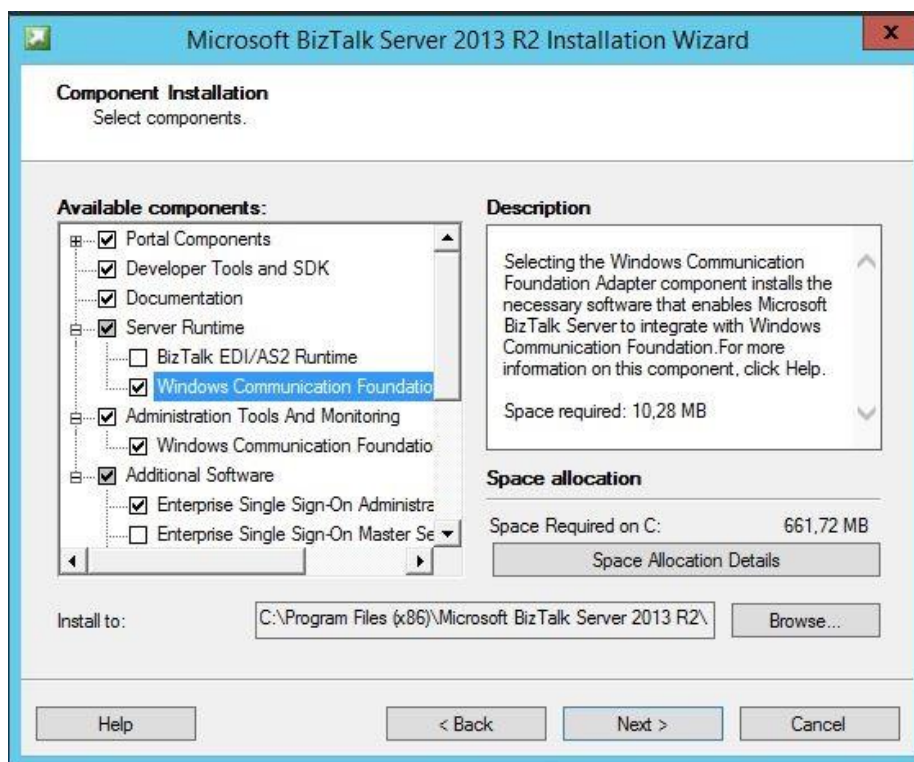 Microsoft BizTalk Server 2013 R2 Installation Wizard
x
Component Installation
Select components.
Available components:
Portal Components
Developer Tools and SDK
Documentation
Server Runtime
BizTalk EDI/AS2 Runtime
Windows Communication Foundatio
Administration Tools And Monitoring
Windows Communication Foundatio
Additional Software
Enterprise Single Sign-On Administra
Enterprise Single Sign-On Master Se
Description
Selecting the Windows Communication
Foundation Adapter component installs the
necessary software that enables Microsoft
BizTalk Server to integrate with Windows
Communication Foundation.For more
information on this component, click Help.
Space required: 10,28 MB
Space allocation
Space Required on C: 661,72 MB
Space Allocation Details
Install to: C:\Program Files (x86)\Microsoft BizTalk Server 2013 R2\ Browse...
Help < Back Next > Cancel